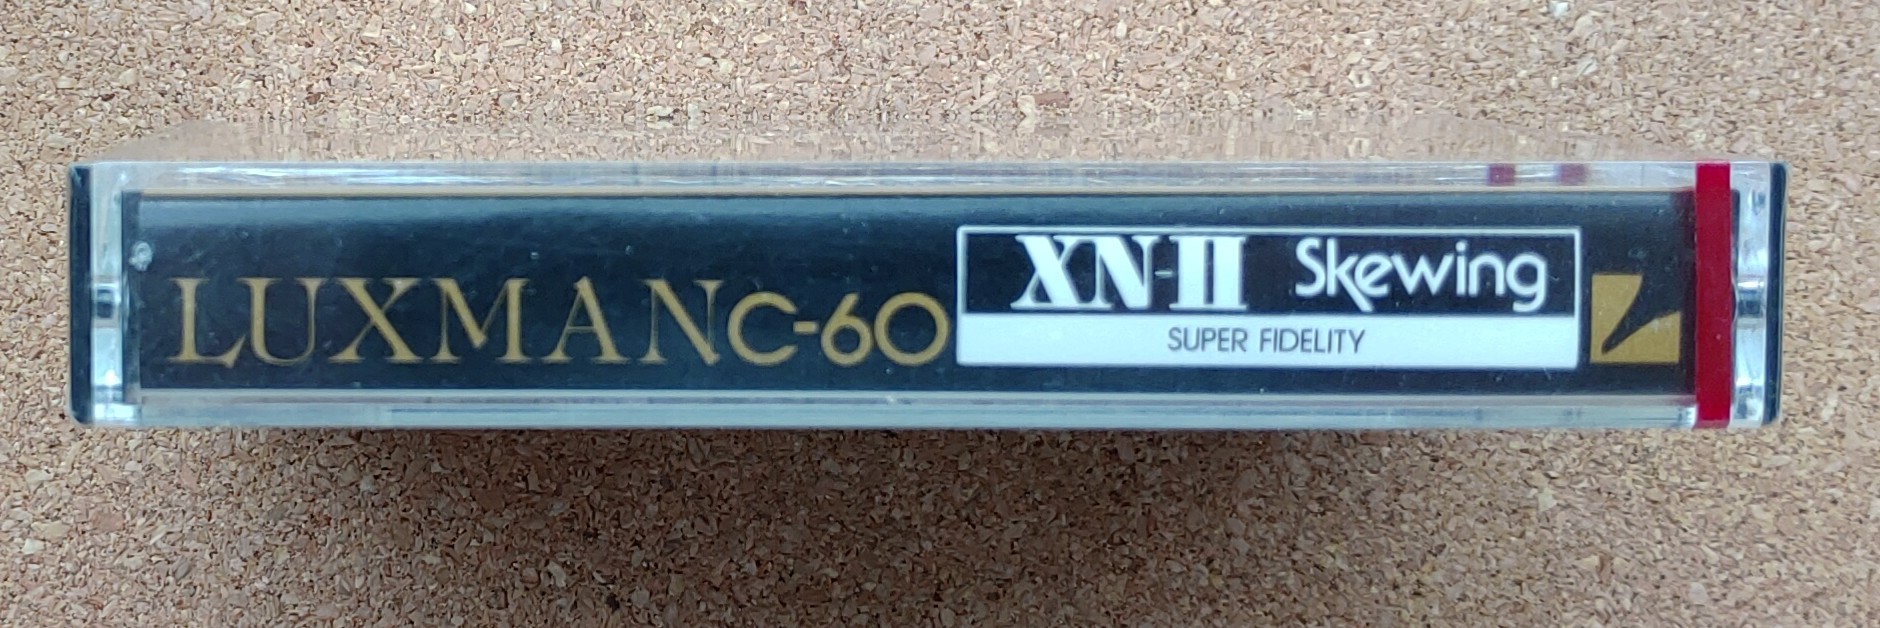 LUXMAN C-60
XN-II Skewing
SUPER FIDELITY